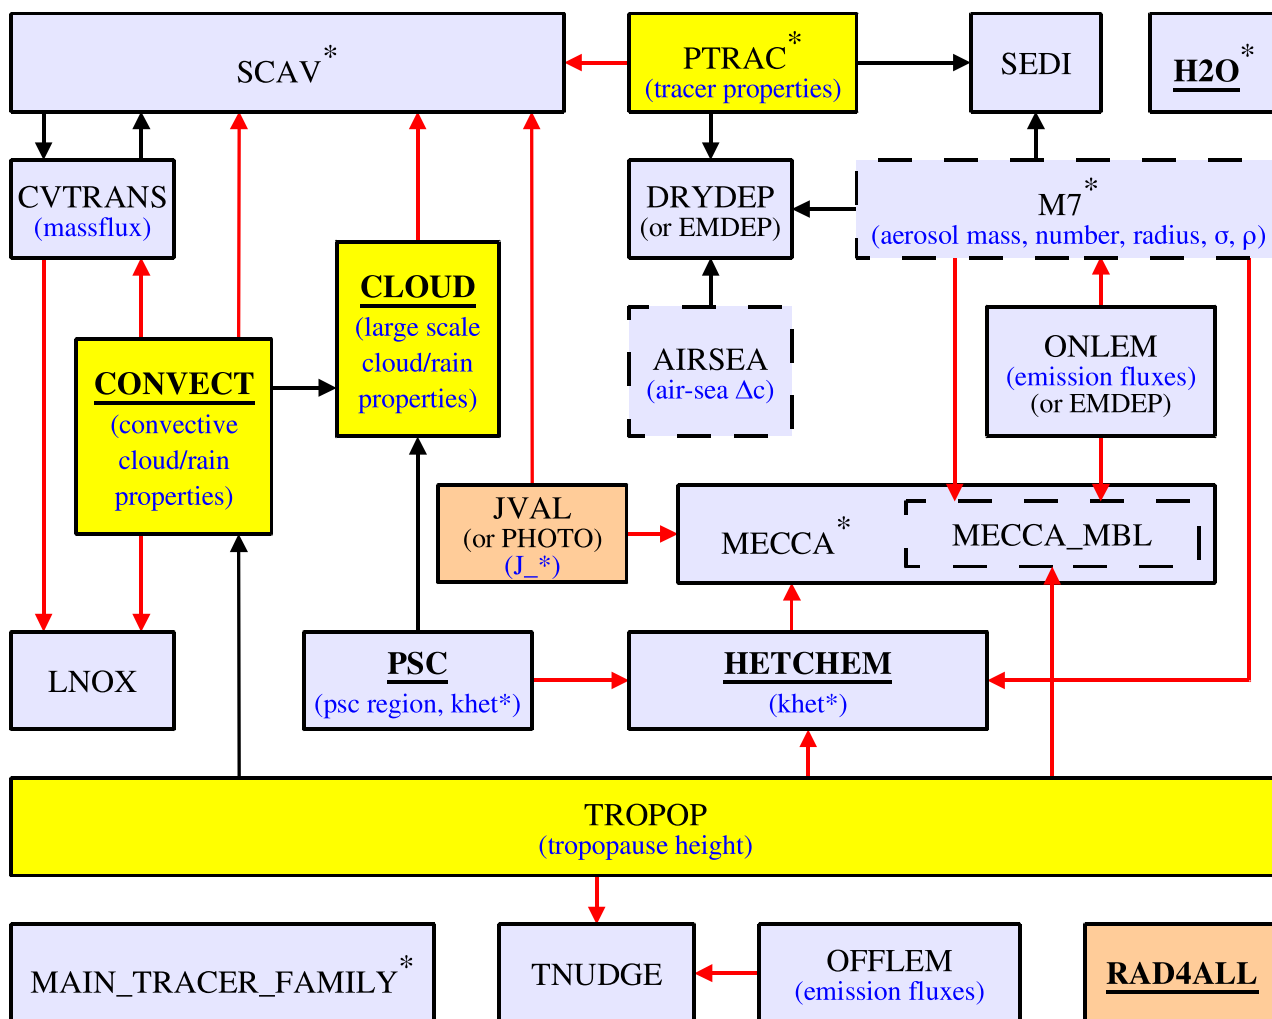 SCAV*
PTRAC*
(tracer properties)
SEDI
H2O*
CVTRANS
(massflux)
DRYDEP
(or EMDEP)
M7*
(aerosol mass, number, radius, σ, ρ)
CLOUD
(large scale
cloud/rain
properties)
CONVECT
(convective
cloud/rain
properties)
AIRSEA
(air-sea Δc)
ONLEM
(emission fluxes)
(or EMDEP)
JVAL
(or PHOTO)
(J_*)
MECCA*
MECCA_MBL
LNOX
PSC
(psc region, khet*)
HETCHEM
(khet*)
TROPOP
(tropopause height)
MAIN_TRACER_FAMILY*
TNUDGE
OFFLEM
(emission fluxes)
RAD4ALL